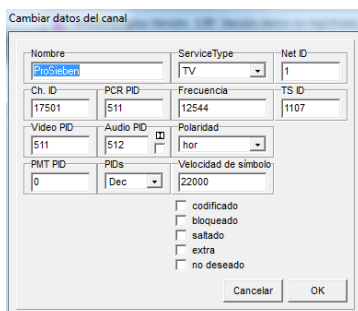 Cambiar datos del canal
Nombre ServiceType Net ID
ProSieben TV 1
Ch. ID PCR PID Frecuencia TS ID
17501 511 12544 1107
Video PID Audio PID Polaridad
511 512 hor
PMT PID PIDs Velocidad de símbolo
0 Dec 22000
codificado
bloqueado
saltado
extra
no deseado
Cancelar OK